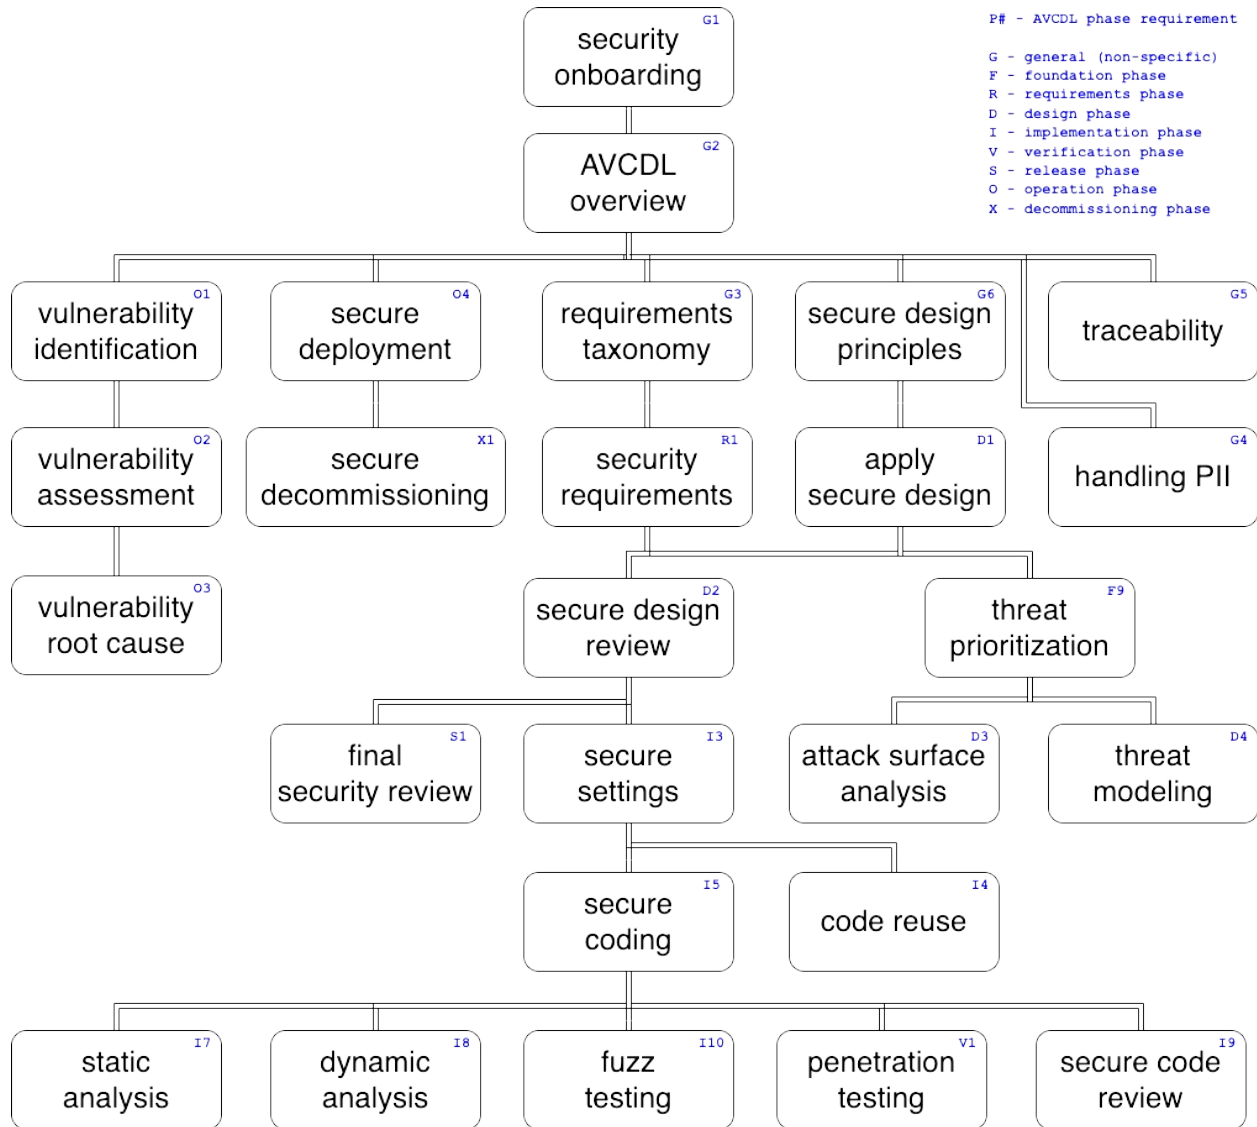 G1
security
onboarding
P# - AVCDL phase requirement
G - general (non-specific)
F - foundation phase
R - requirements phase
D - design phase
I - implementation phase
V - verification phase
S - release phase
O - operation phase
X - decommissioning phase
G2
AVCDL
overview
O1
vulnerability
identification
O4
secure
deployment
G3
requirements
taxonomy
G6
secure design
principles
G5
traceability
O2
vulnerability
assessment
X1
secure
decommissioning
R1
security
requirements
D1
apply
secure design
G4
handling PII
O3
vulnerability
root cause
D2
secure design
review
F9
threat
prioritization
S1
final
security review
I3
secure
settings
D3
attack surface
analysis
D4
threat
modeling
I5
secure
coding
I4
code reuse
I7
static
analysis
I8
dynamic
analysis
I10
fuzz
testing
V1
penetration
testing
I9
secure code
review